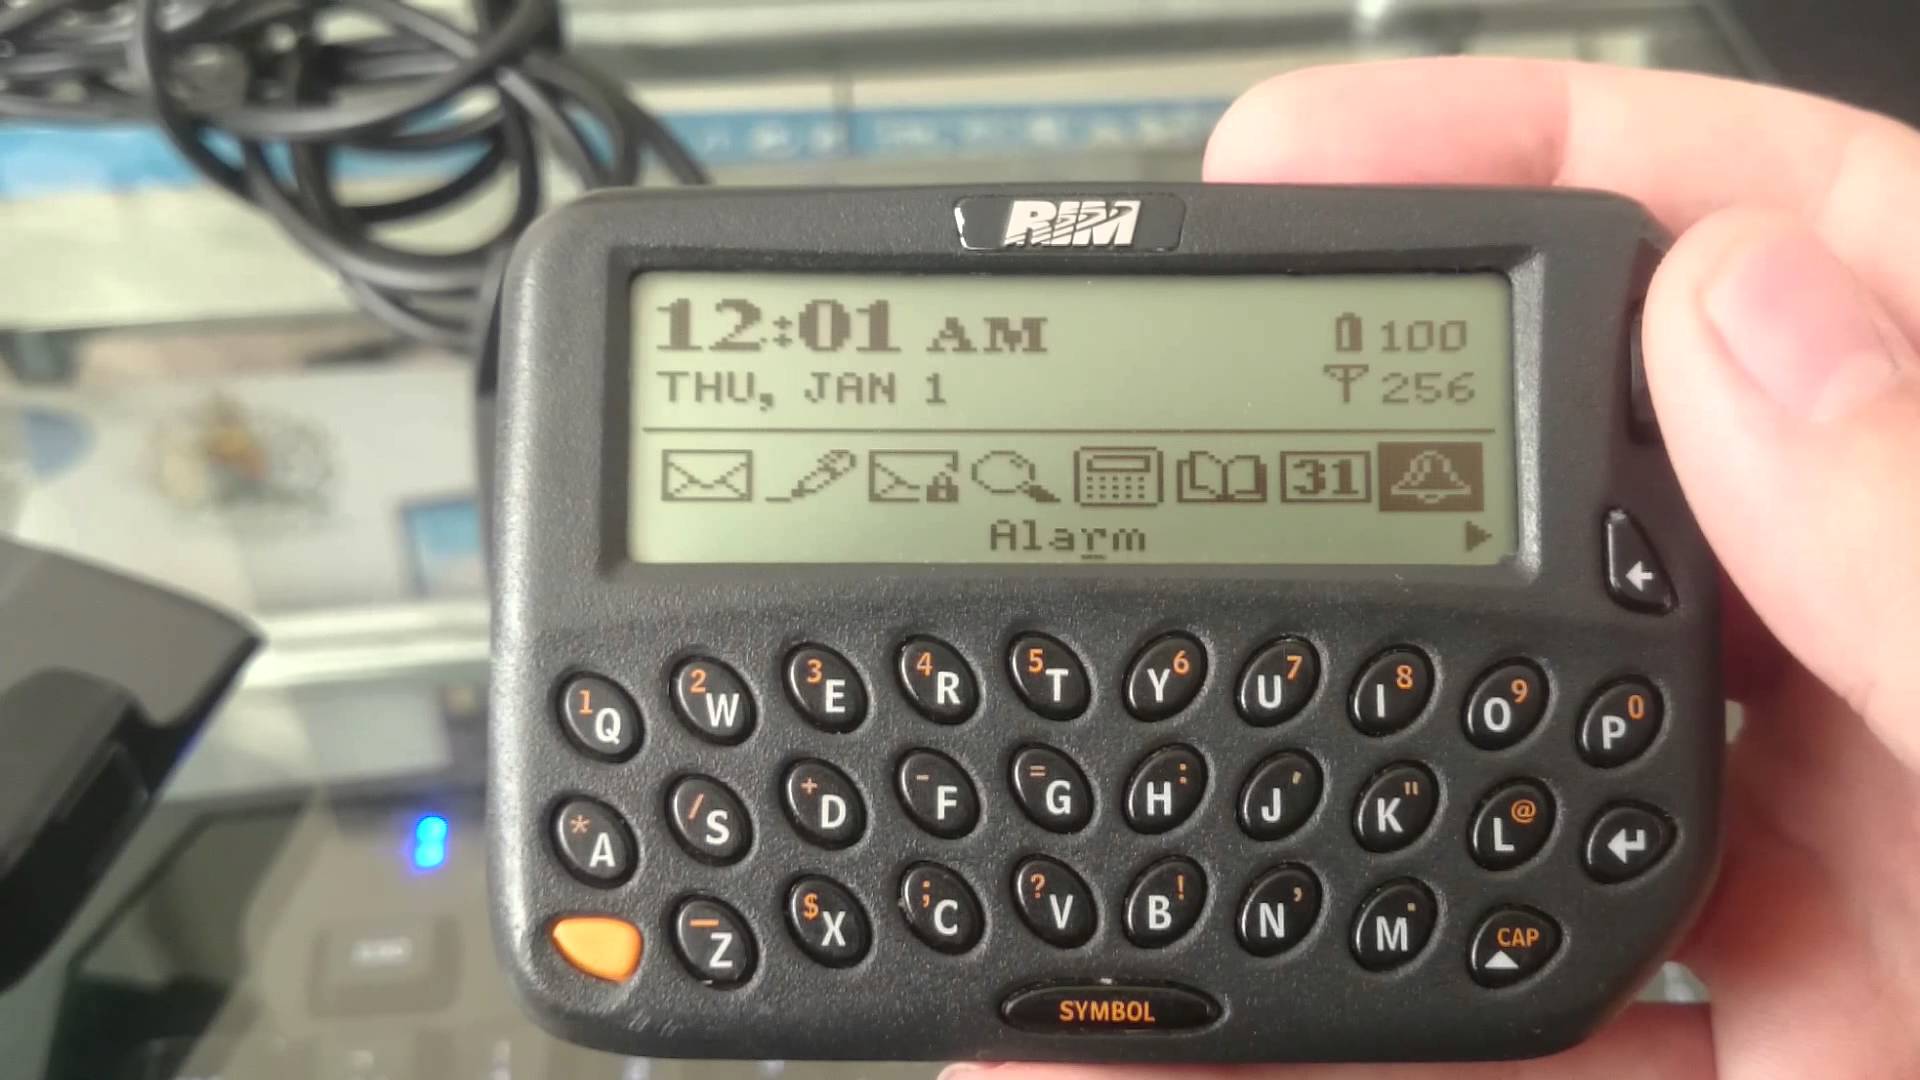 RIM
12:01 AM
100
THU, JAN 1
256
31
Alarm
1 Q 2 W 3 E 4 R 5 T Y 6 U 7 I 8 O 9 P 0
* A / S + D - F = G H : J ' K " L @
_ Z $ X ; C ? V B ! N , M . CAP
SYMBOL